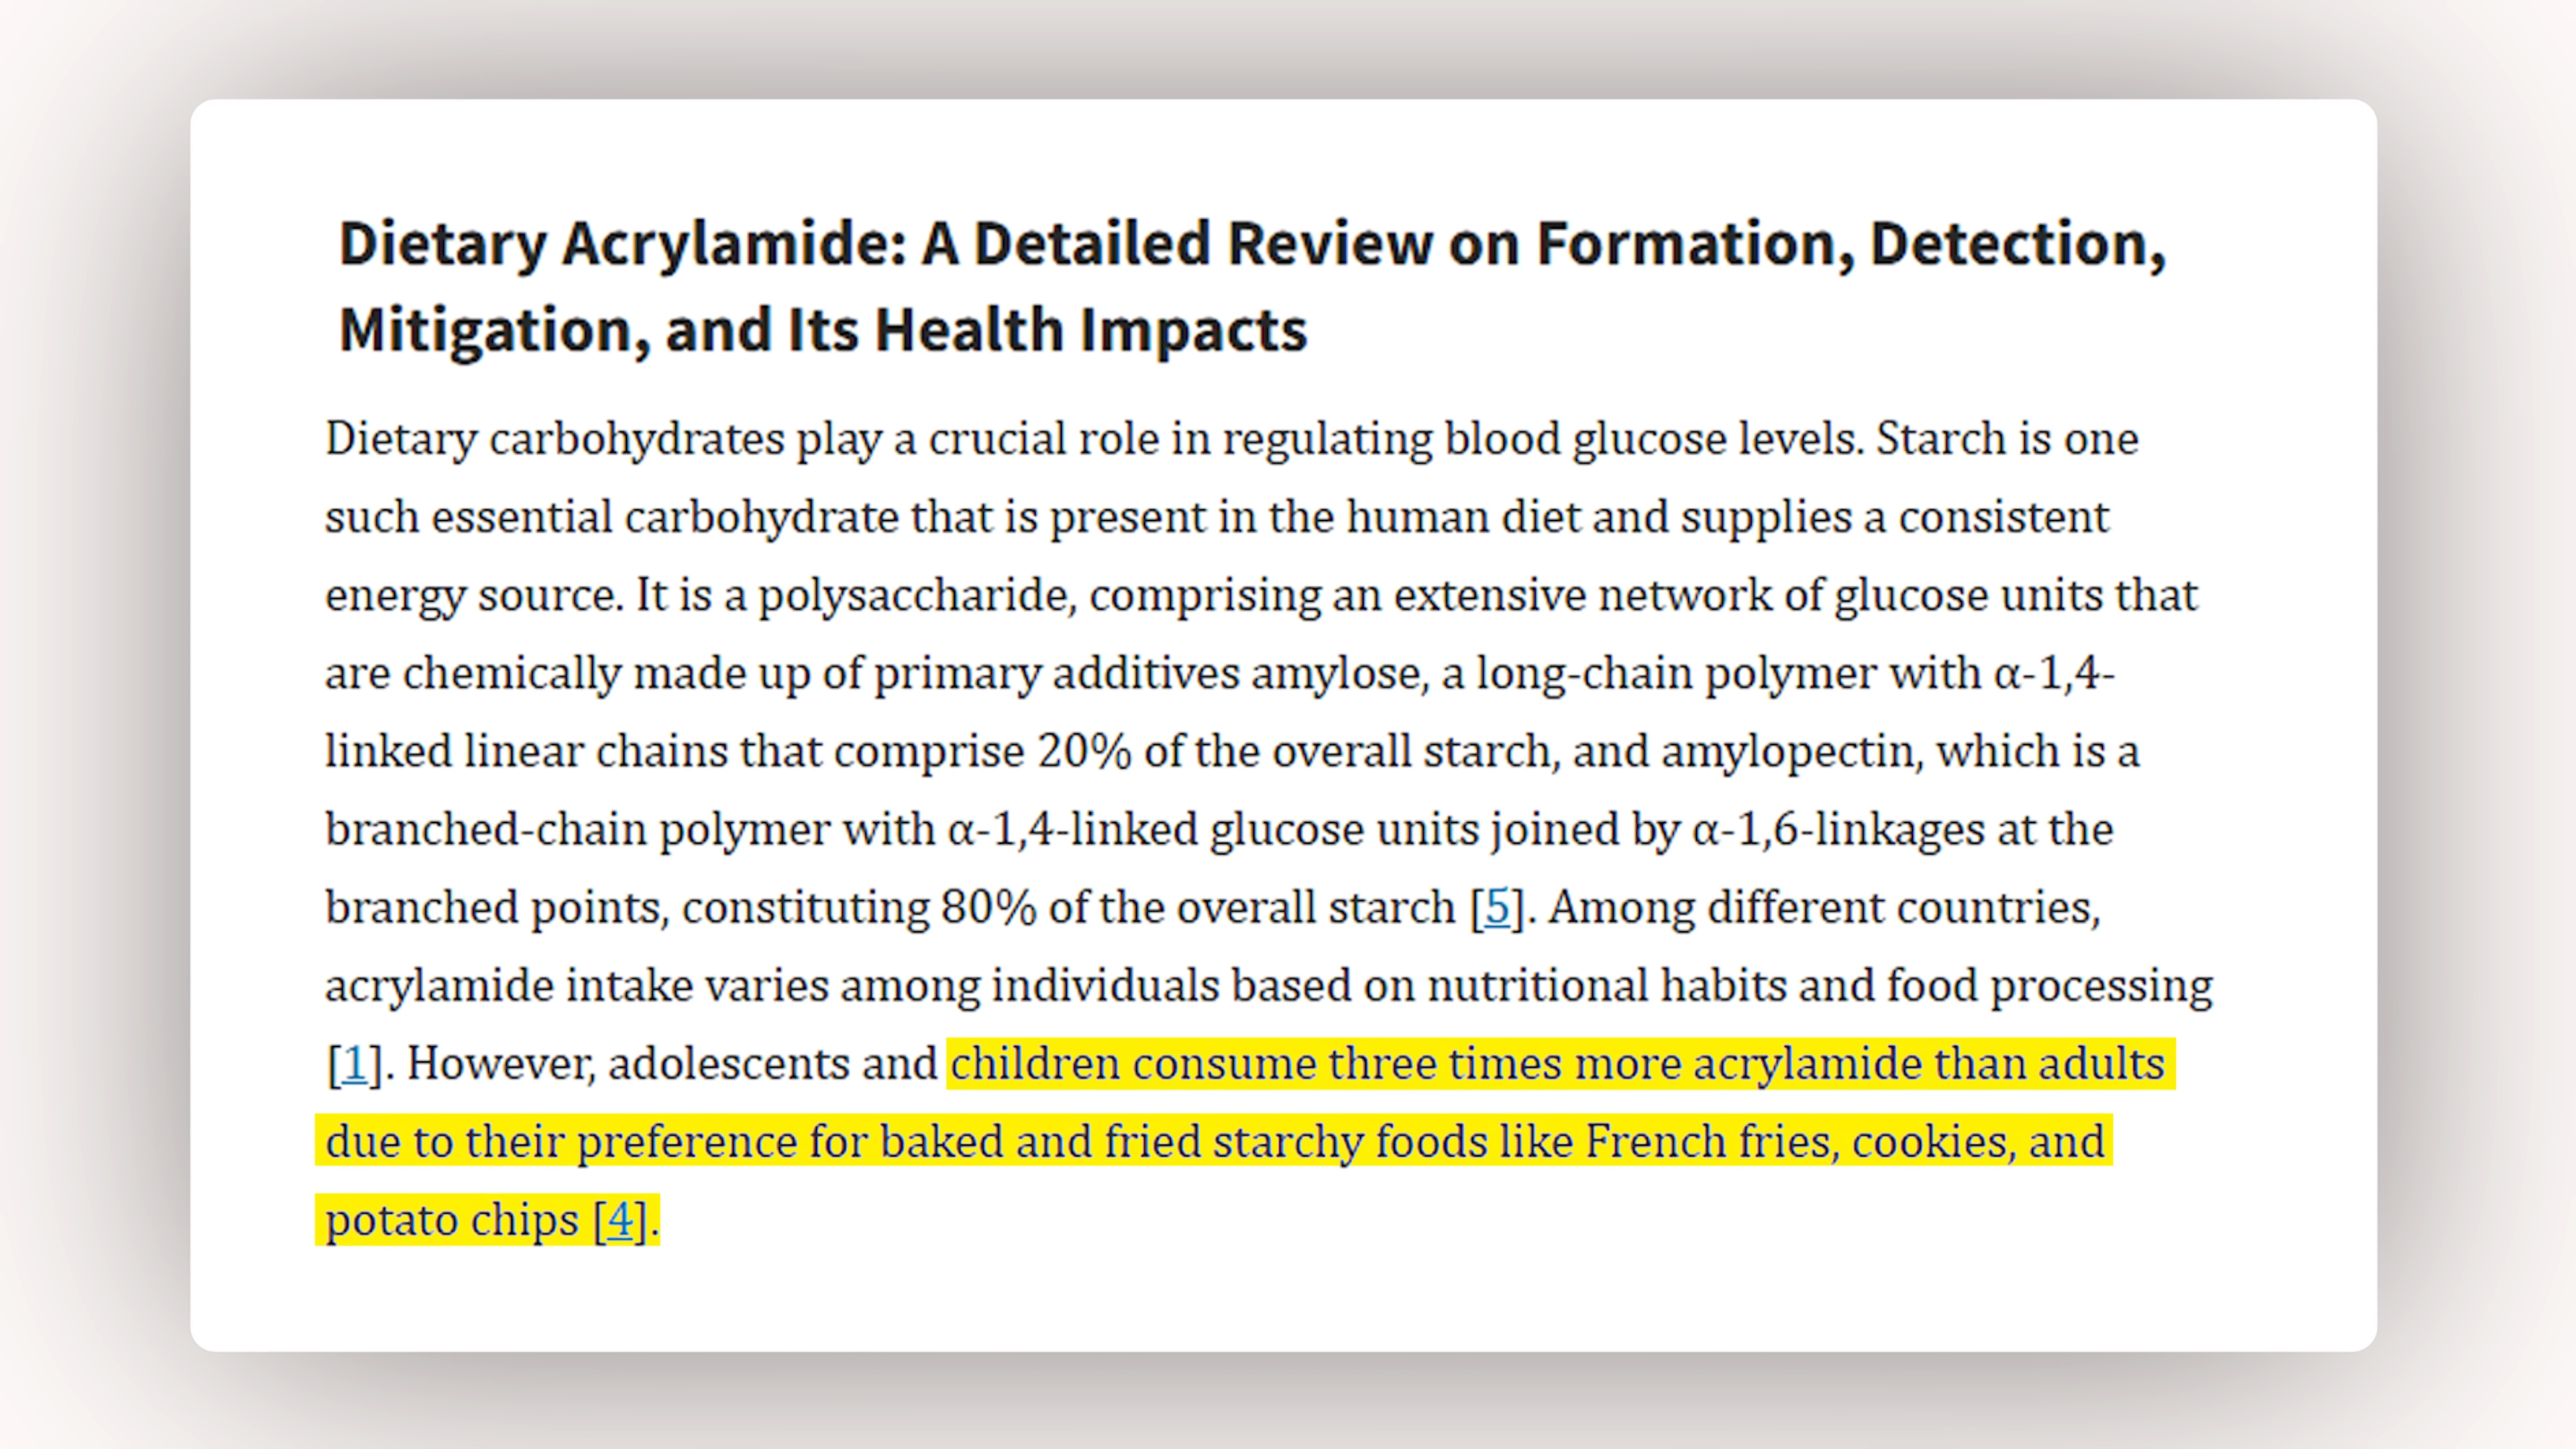 Dietary Acrylamide: A Detailed Review on Formation, Detection,
Mitigation, and Its Health Impacts
Dietary carbohydrates play a crucial role in regulating blood glucose levels. Starch is one
such essential carbohydrate that is present in the human diet and supplies a consistent
energy source. It is a polysaccharide, comprising an extensive network of glucose units that
are chemically made up of primary additives amylose, a long-chain polymer with α-1,4-
linked linear chains that comprise 20% of the overall starch, and amylopectin, which is a
branched-chain polymer with α-1,4-linked glucose units joined by α-1,6-linkages at the
branched points, constituting 80% of the overall starch [5]. Among different countries,
acrylamide intake varies among individuals based on nutritional habits and food processing
[1]. However, adolescents and children consume three times more acrylamide than adults
due to their preference for baked and fried starchy foods like French fries, cookies, and
potato chips [4].